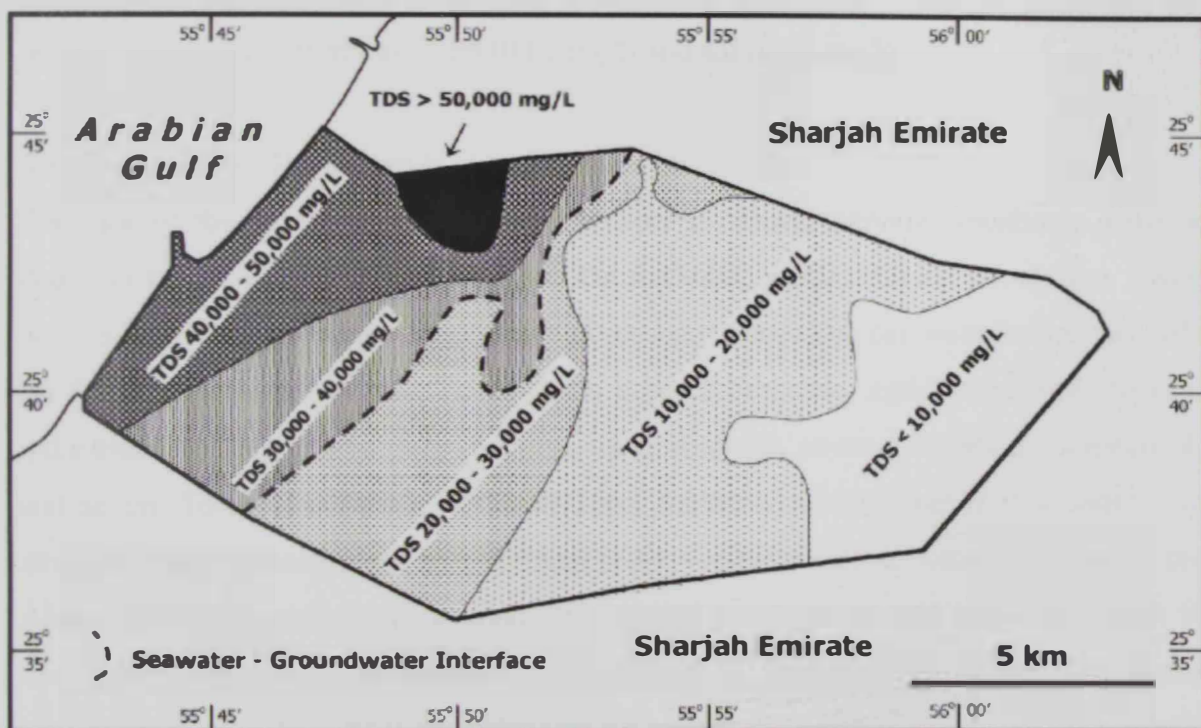 55° 45′
55° 50′
55° 55′
56° 00′
TDS > 50,000 mg/L
N
25° 45′
Arabian
Gulf
Sharjah Emirate
25° 45′
TDS 40,000 - 50,000 mg/L
TDS 30,000 - 40,000 mg/L
TDS 20,000 - 30,000 mg/L
TDS 10,000 - 20,000 mg/L
TDS < 10,000 mg/L
25° 40′
25° 40′
25° 35′
Seawater - Groundwater Interface
Sharjah Emirate
5 km
25° 35′
55° 45′
55° 50′
55° 55′
56° 00′